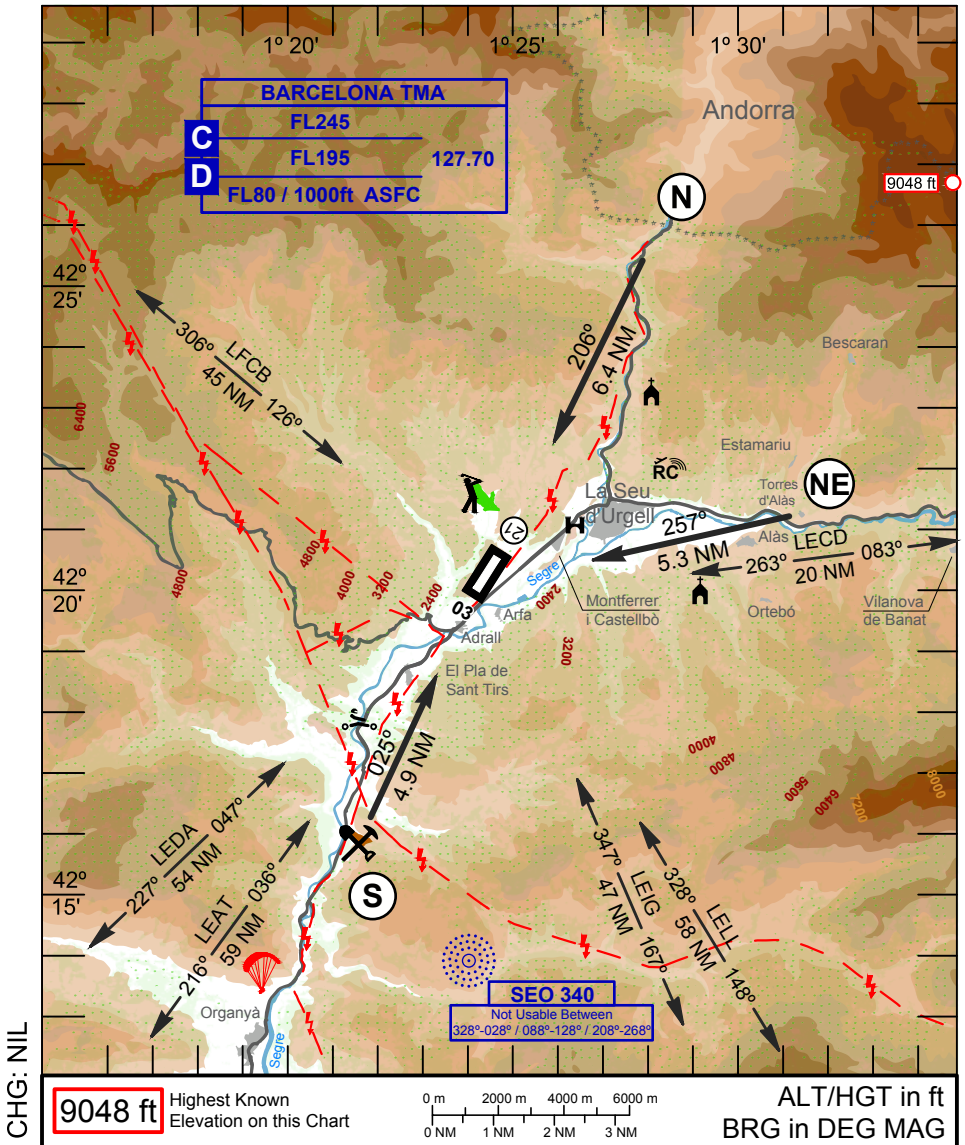 1º 20'
1º 25'
1º 30'
BARCELONA TMA
C
FL245
FL195
127.70
D
FL80 / 1000ft ASFC
Andorra
9048 ft
N
42º
25'
306º LFCB 126º
45 NM
206º
6.4 NM
Bescaran
6400
5600
Estamariu
RC
Torres
d'Alàs
NE
La Seu
d'Urgell
257º
5.3 NM
Alàs
263º LECD 083º
20 NM
21
03
4800
4800
4000
3200
2400
42º
20'
Segre
2400
Arfa
Adrall
Montferrer
i Castellbò
Ortebó
Vilanova
de Banat
3200
El Pla de
Sant Tirs
025º
4.9 NM
4000
4800
5600
6400
7200
8000
227º LEDA 047º
54 NM
216º LEAT 036º
59 NM
347º LEIG 167º
47 NM
328º LELL 148º
58 NM
42º
15'
S
SEO 340
Not Usable Between
328º-028º / 088º-128º / 208º-268º
Organyà
Segre
CHG: NIL
9048 ft
Highest Known
Elevation on this Chart
0 m 2000 m 4000 m 6000 m
0 NM 1 NM 2 NM 3 NM
ALT/HGT in ft
BRG in DEG MAG